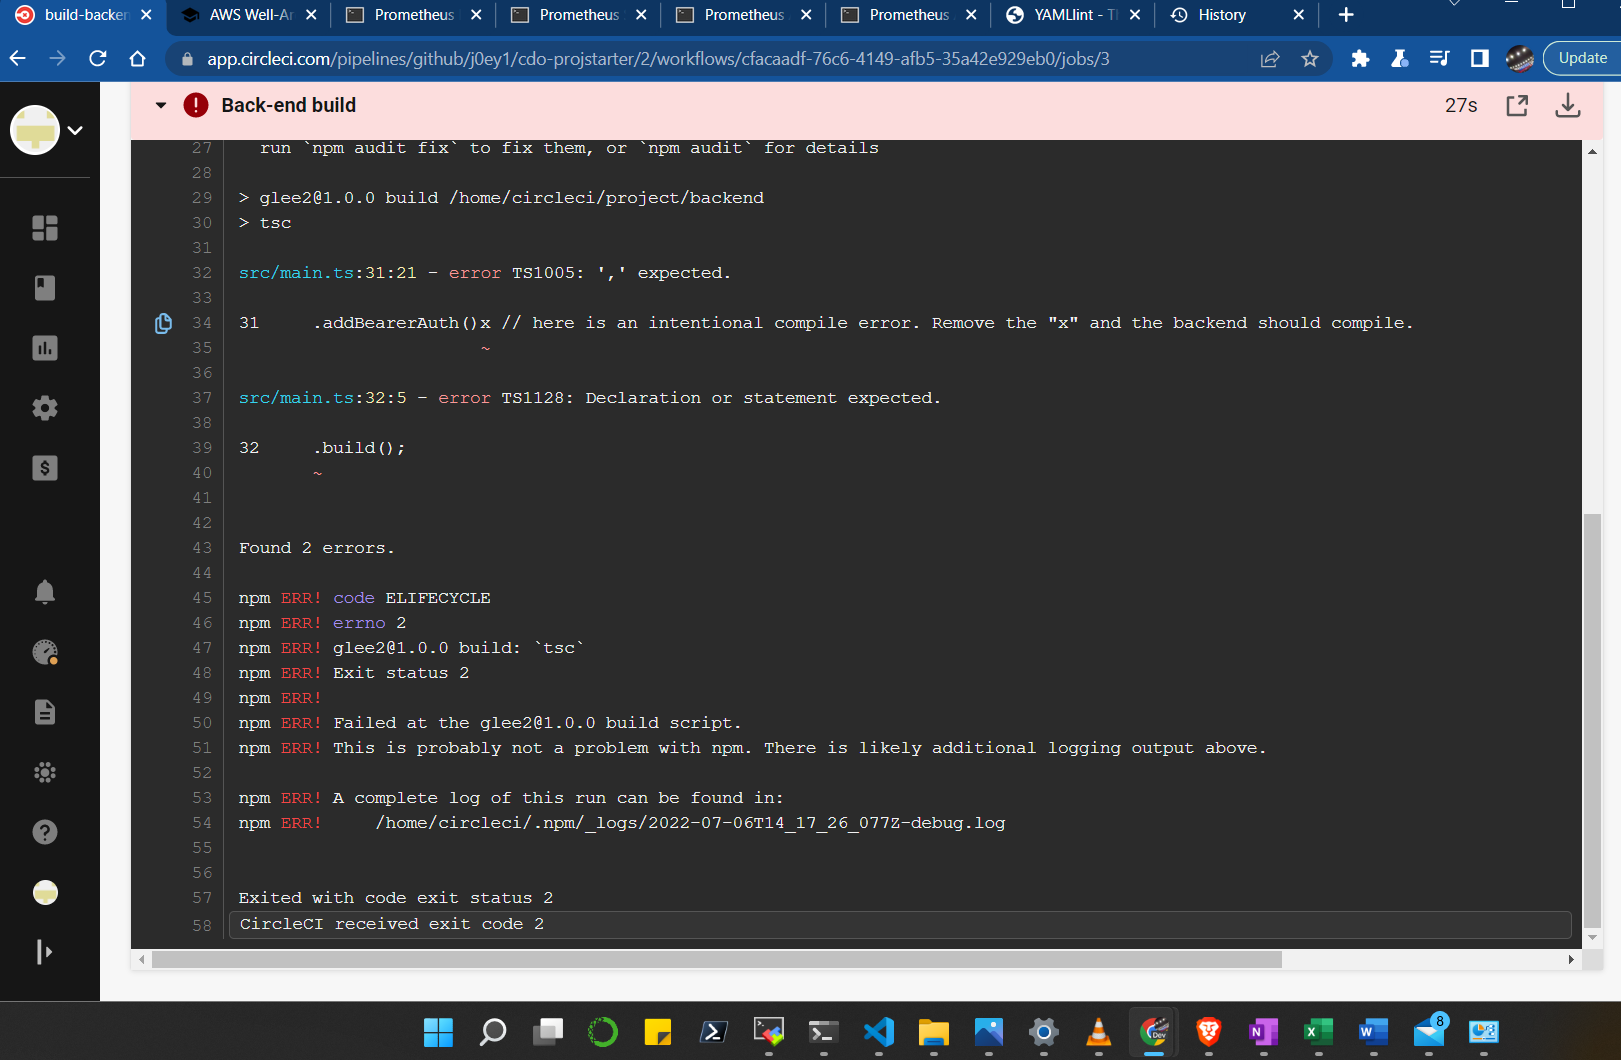 build-backen
AWS Well-Ar
Prometheus
Prometheus
Prometheus
Prometheus
YAMLlint - T
History
app.circleci.com/pipelines/github/j0ey1/cdo-projstarter/2/workflows/cfacaadf-76c6-4149-afb5-35a42e929eb0/jobs/3
Update
Back-end build
27s
27 run `npm audit fix` to fix them, or `npm audit` for details
28
29 > glee2@1.0.0 build /home/circleci/project/backend
30 > tsc
31
32 src/main.ts:31:21 - error TS1005: ',' expected.
33
34 31 .addBearerAuth()x // here is an intentional compile error. Remove the "x" and the backend should compile.
35 ~
36
37 src/main.ts:32:5 - error TS1128: Declaration or statement expected.
38
39 32 .build();
40 ~
41
42
43 Found 2 errors.
44
45 npm ERR! code ELIFECYCLE
46 npm ERR! errno 2
47 npm ERR! glee2@1.0.0 build: `tsc`
48 npm ERR! Exit status 2
49 npm ERR!
50 npm ERR! Failed at the glee2@1.0.0 build script.
51 npm ERR! This is probably not a problem with npm. There is likely additional logging output above.
52
53 npm ERR! A complete log of this run can be found in:
54 npm ERR! /home/circleci/.npm/_logs/2022-07-06T14_17_26_077Z-debug.log
55
56
57 Exited with code exit status 2
58 CircleCI received exit code 2
Dev
N
X
W
8